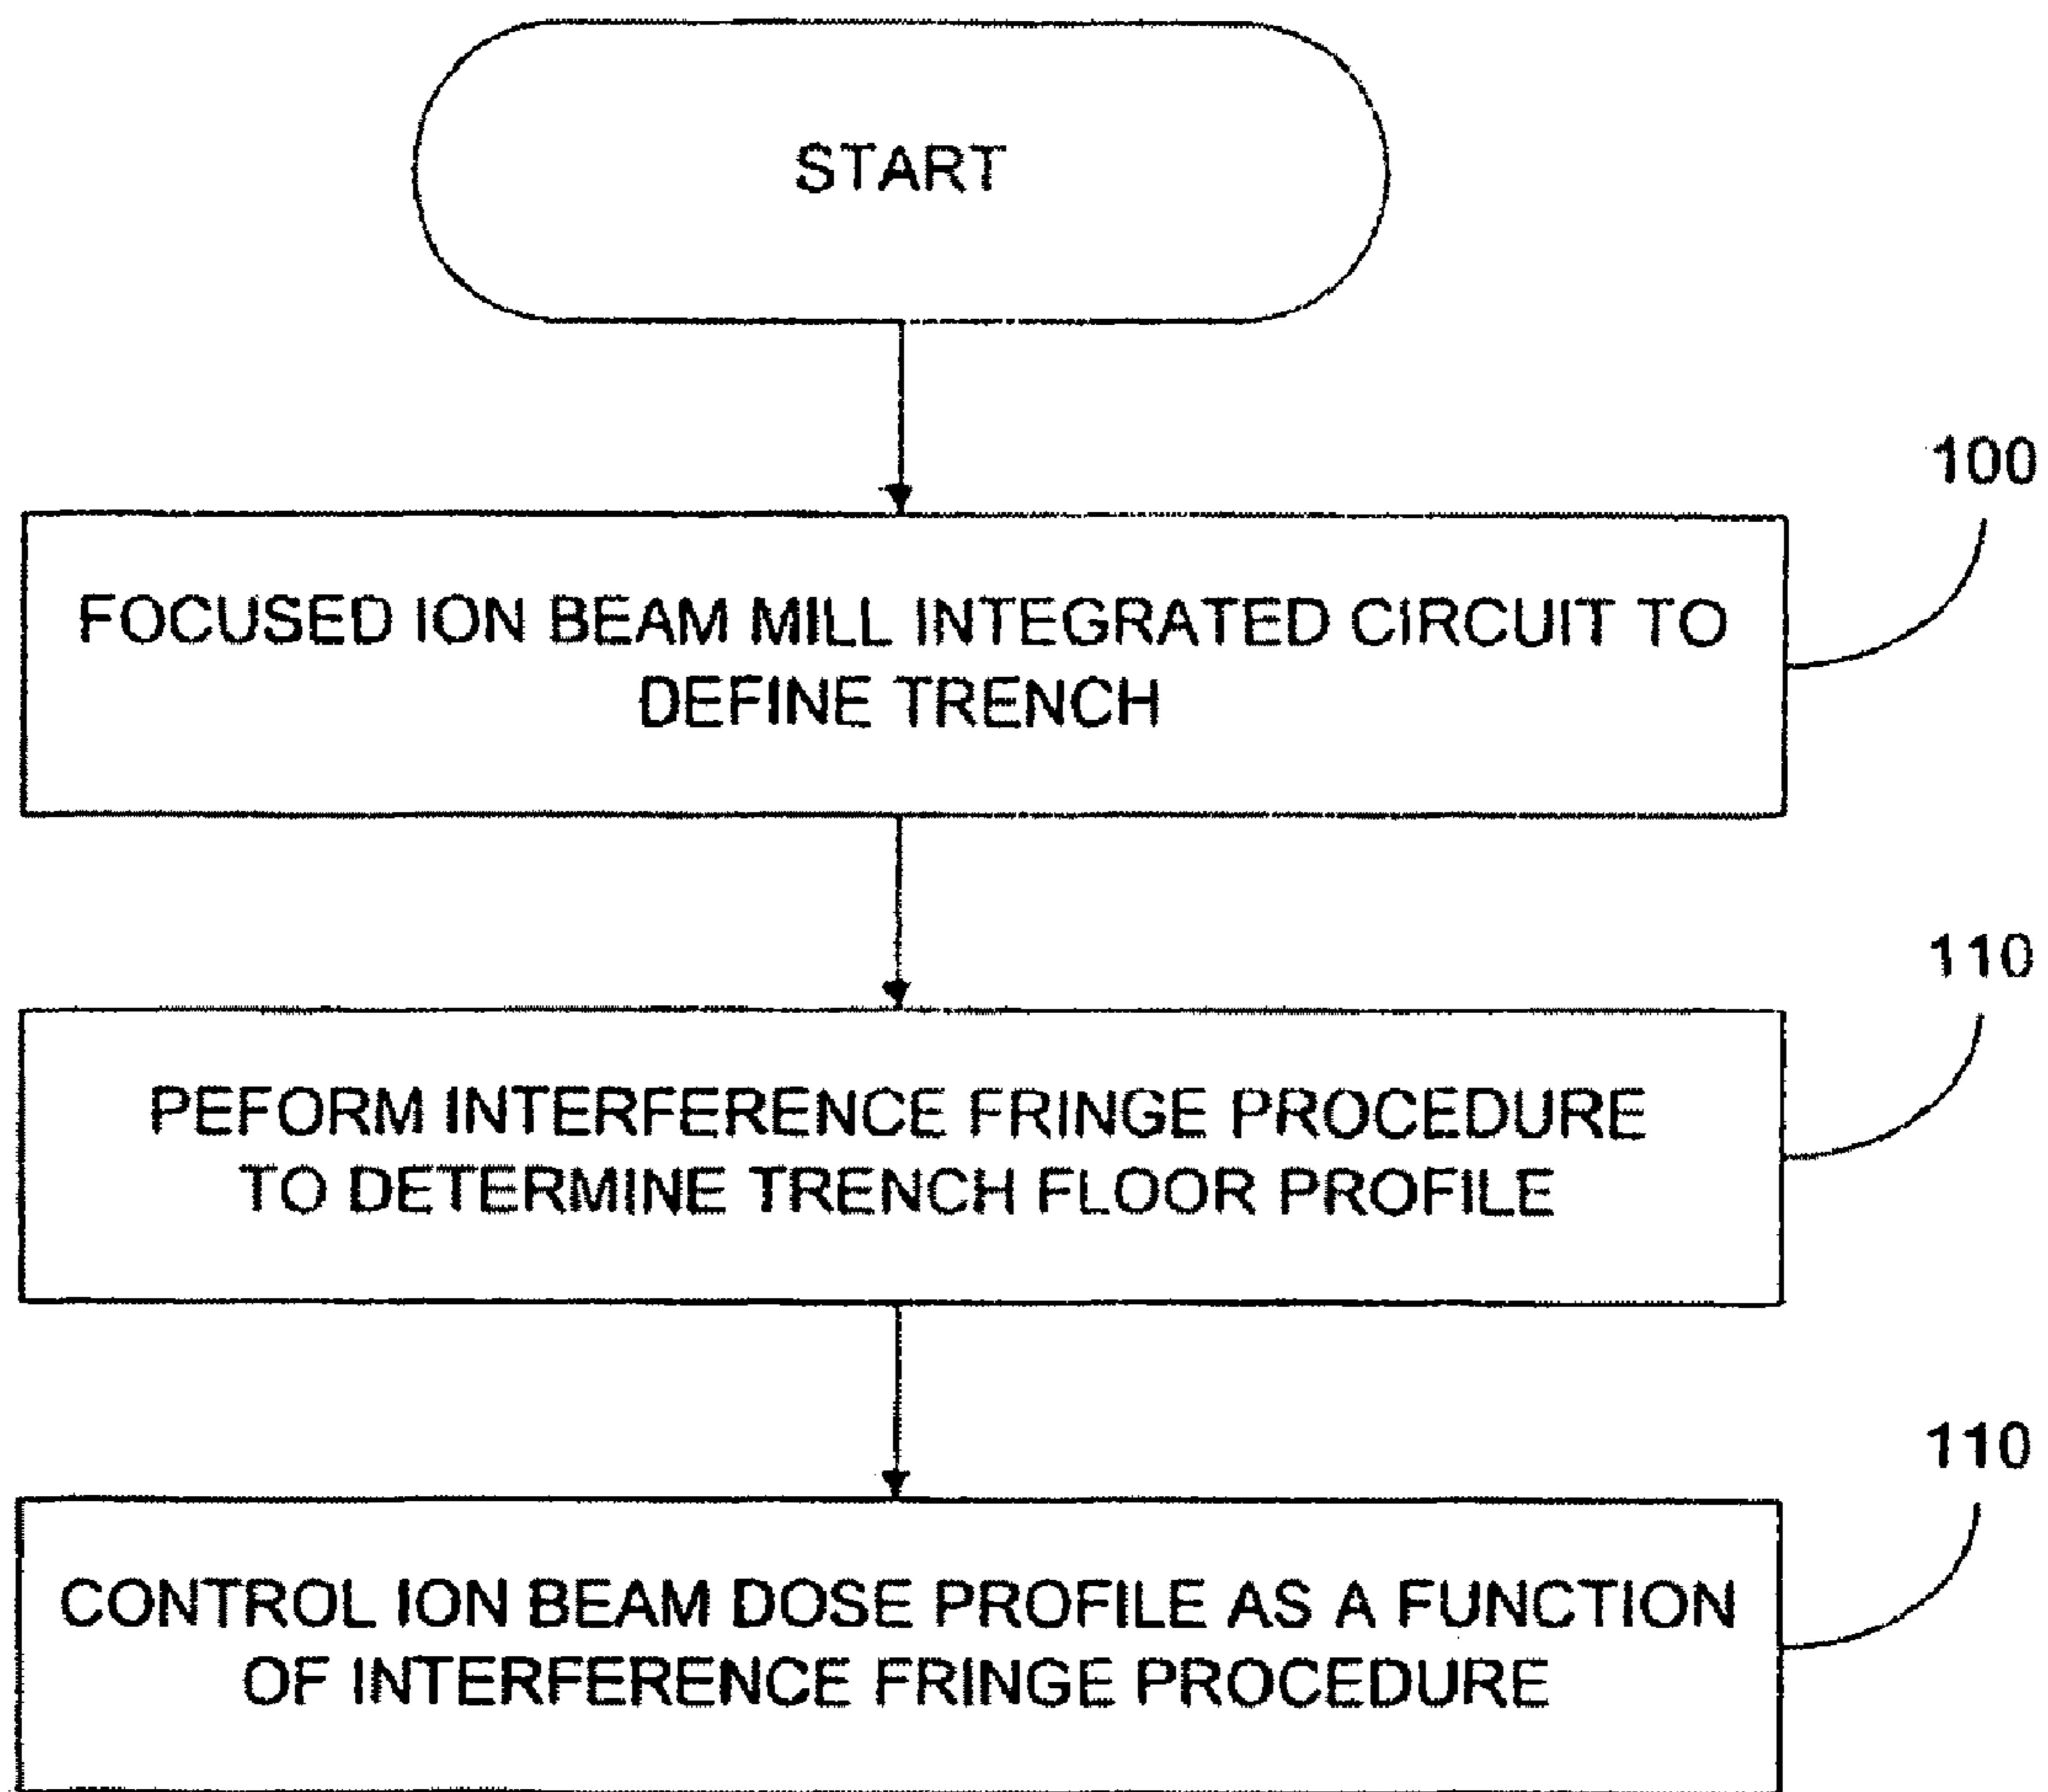 START
100
FOCUSED ION BEAM MILL INTEGRATED CIRCUIT TO
DEFINE TRENCH
110
PEFORM INTERFERENCE FRINGE PROCEDURE
TO DETERMINE TRENCH FLOOR PROFILE
110
CONTROL ION BEAM DOSE PROFILE AS A FUNCTION
OF INTERFERENCE FRINGE PROCEDURE